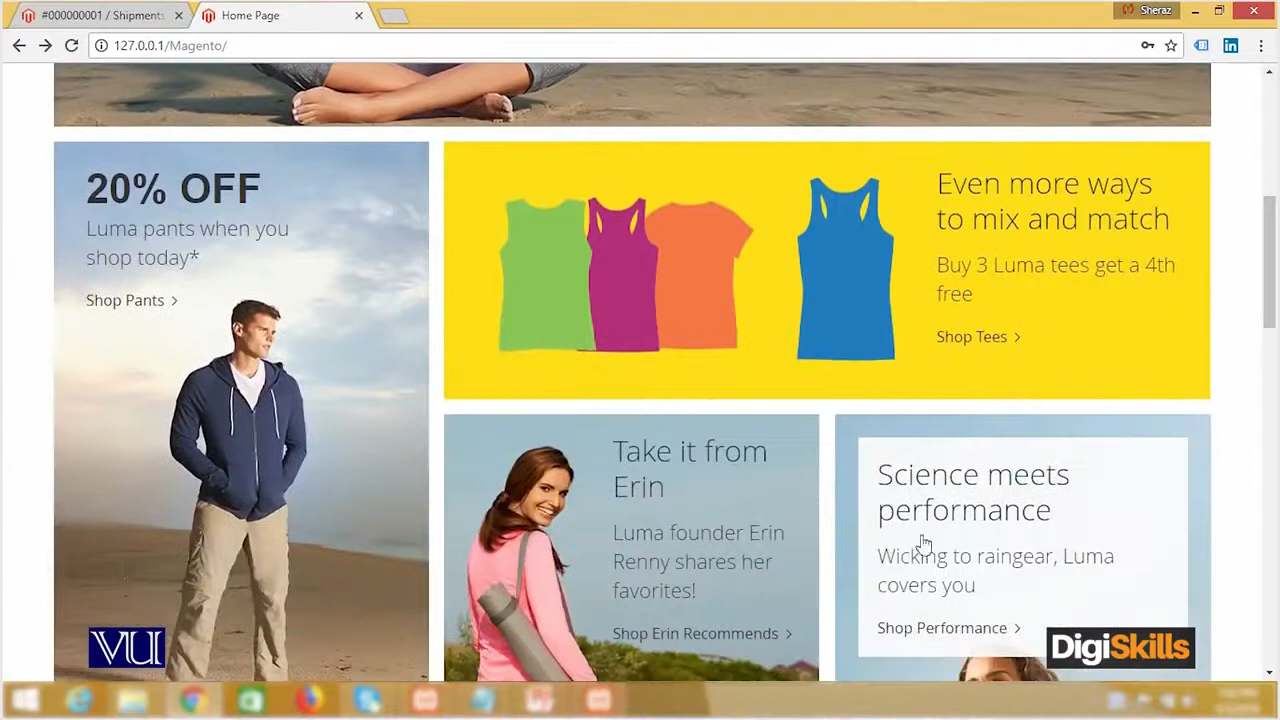 #000000001 / Shipments
Home Page
Sheraz
127.0.0.1/Magento/
20% OFF
Luma pants when you
shop today*
Shop Pants >
Even more ways
to mix and match
Buy 3 Luma tees get a 4th
free
Shop Tees >
Take it from
Erin
Luma founder Erin
Renny shares her
favorites!
Shop Erin Recommends >
Science meets
performance
Wicking to raingear, Luma
covers you
Shop Performance >
VU
DigiSkills